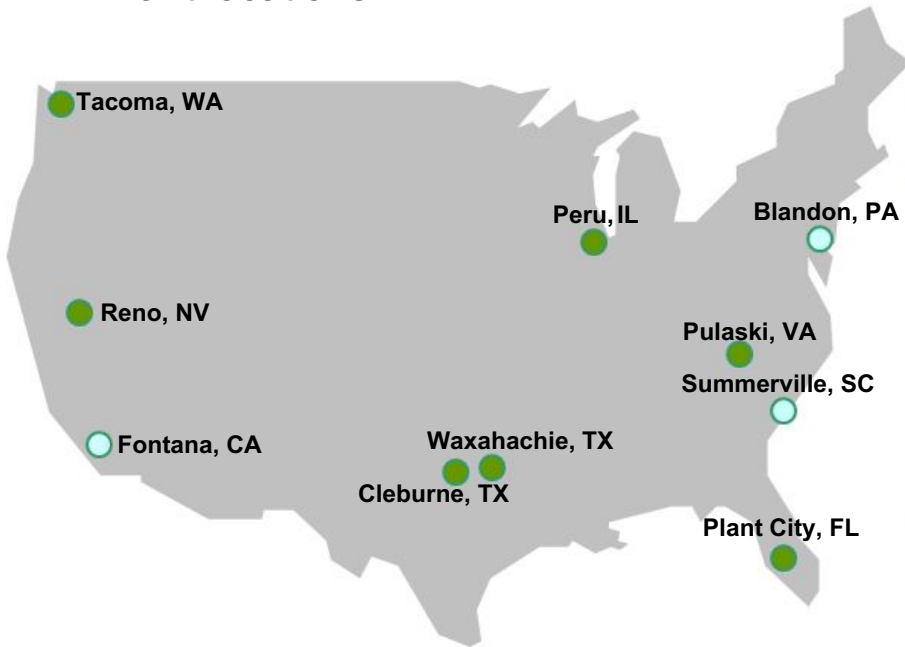 Tacoma, WA
Peru, IL
Blandon, PA
Reno, NV
Pulaski, VA
Summerville, SC
Fontana, CA
Waxahachie, TX
Cleburne, TX
Plant City, FL